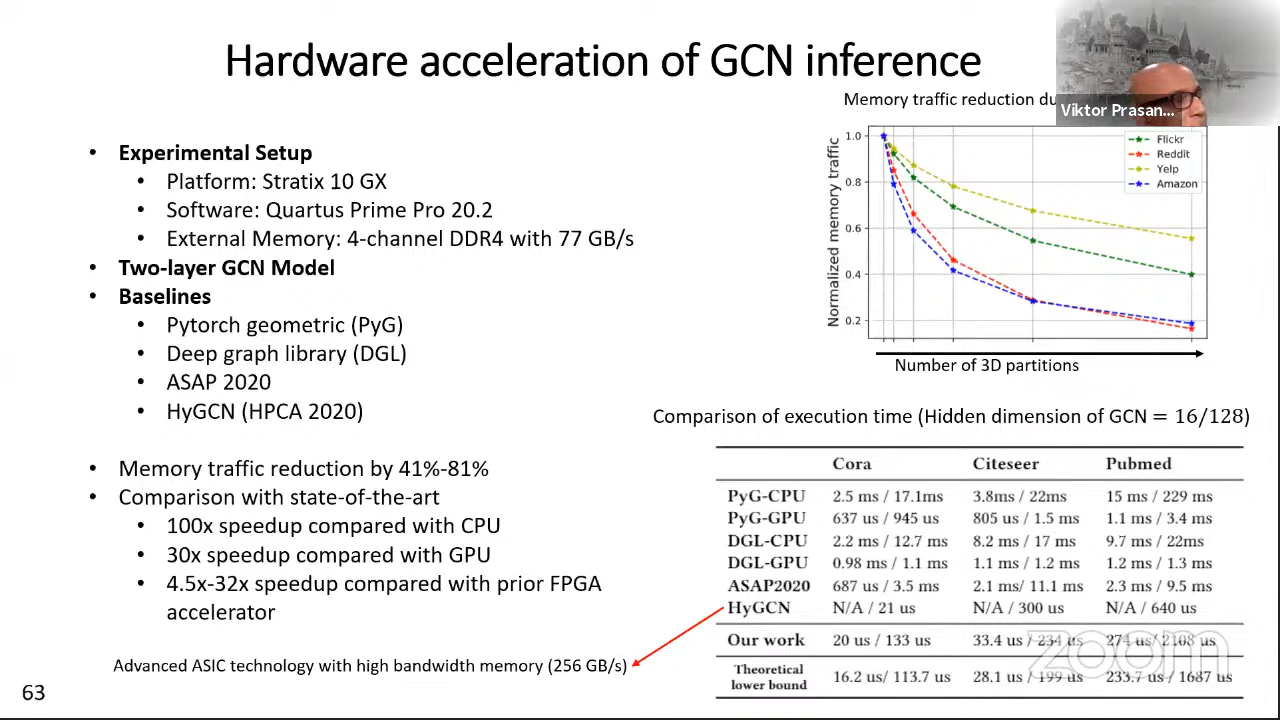 Hardware acceleration of GCN inference
Viktor Prasan...
• Experimental Setup
• Platform: Stratix 10 GX
• Software: Quartus Prime Pro 20.2
• External Memory: 4-channel DDR4 with 77 GB/s
• Two-layer GCN Model
• Baselines
• Pytorch geometric (PyG)
• Deep graph library (DGL)
• ASAP 2020
• HyGCN (HPCA 2020)
• Memory traffic reduction by 41%-81%
• Comparison with state-of-the-art
• 100x speedup compared with CPU
• 30x speedup compared with GPU
• 4.5x-32x speedup compared with prior FPGA
accelerator
Advanced ASIC technology with high bandwidth memory (256 GB/s)
63
Memory traffic reduction
Normalized memory traffic
1.0
0.8
0.6
0.4
0.2
Flickr
Reddit
Yelp
Amazon
Number of 3D partitions
Comparison of execution time (Hidden dimension of GCN = 16/128)
Cora Citeseer Pubmed
PyG-CPU 2.5 ms / 17.1ms 3.8ms / 22ms 15 ms / 229 ms
PyG-GPU 637 us / 945 us 805 us / 1.5 ms 1.1 ms / 3.4 ms
DGL-CPU 2.2 ms / 12.7 ms 8.2 ms / 17 ms 9.7 ms / 22ms
DGL-GPU 0.98 ms / 1.1 ms 1.1 ms / 1.2 ms 1.2 ms / 1.3 ms
ASAP2020 687 us / 3.5 ms 2.1 ms/ 11.1 ms 2.3 ms / 9.5 ms
HyGCN N/A / 21 us N/A / 300 us N/A / 640 us
Our work 20 us / 133 us 33.4 us / 234 us 274 us/ 2108 us
Theoretical
lower bound 16.2 us/ 113.7 us 28.1 us / 199 us 233.7 us / 1687 us
zoom